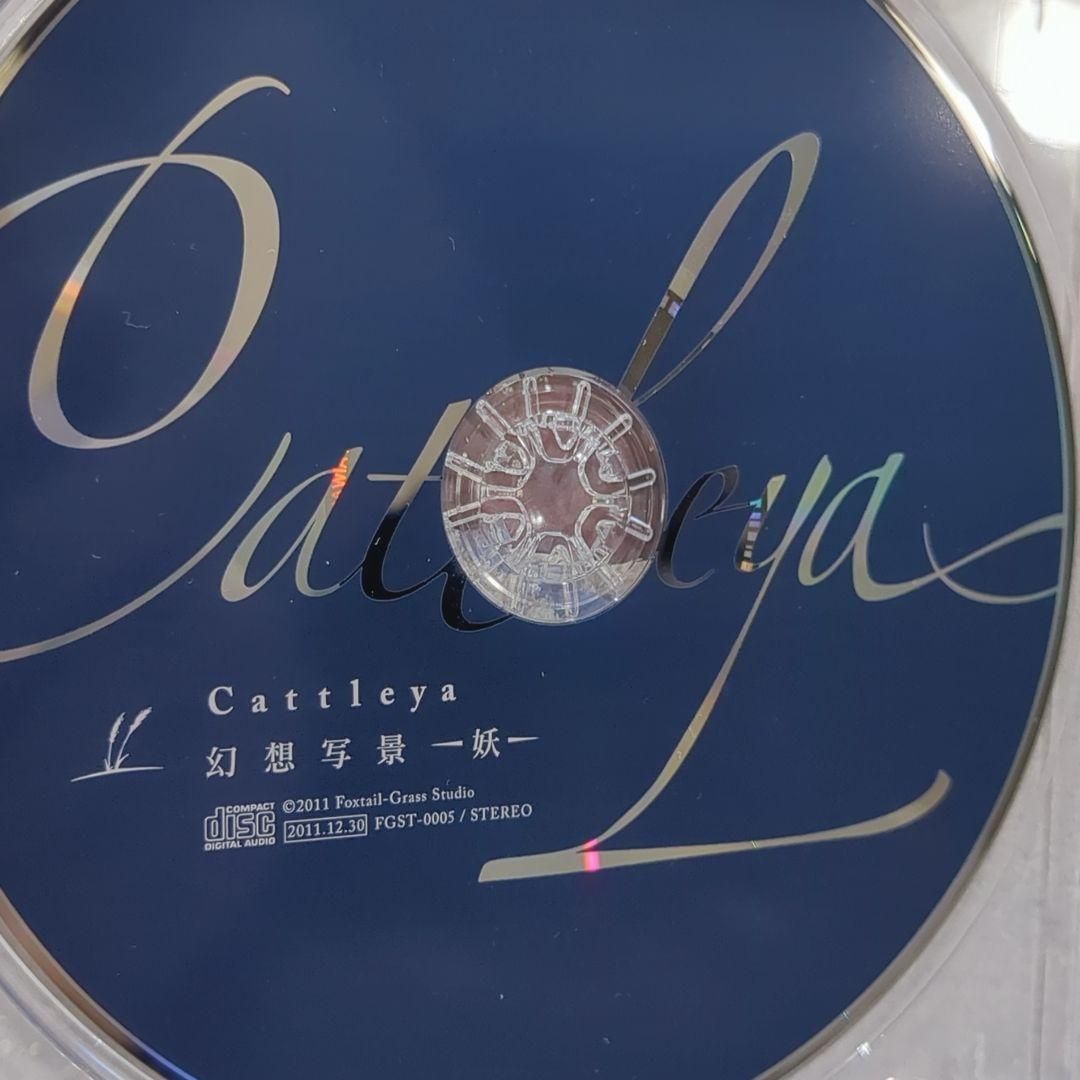 Cattleya
Cattleya
幻想写景 ー妖ー
COMPACT
disc
DIGITAL AUDIO
©2011 Foxtail-Grass Studio
2011.12.30 FGST-0005 / STEREO